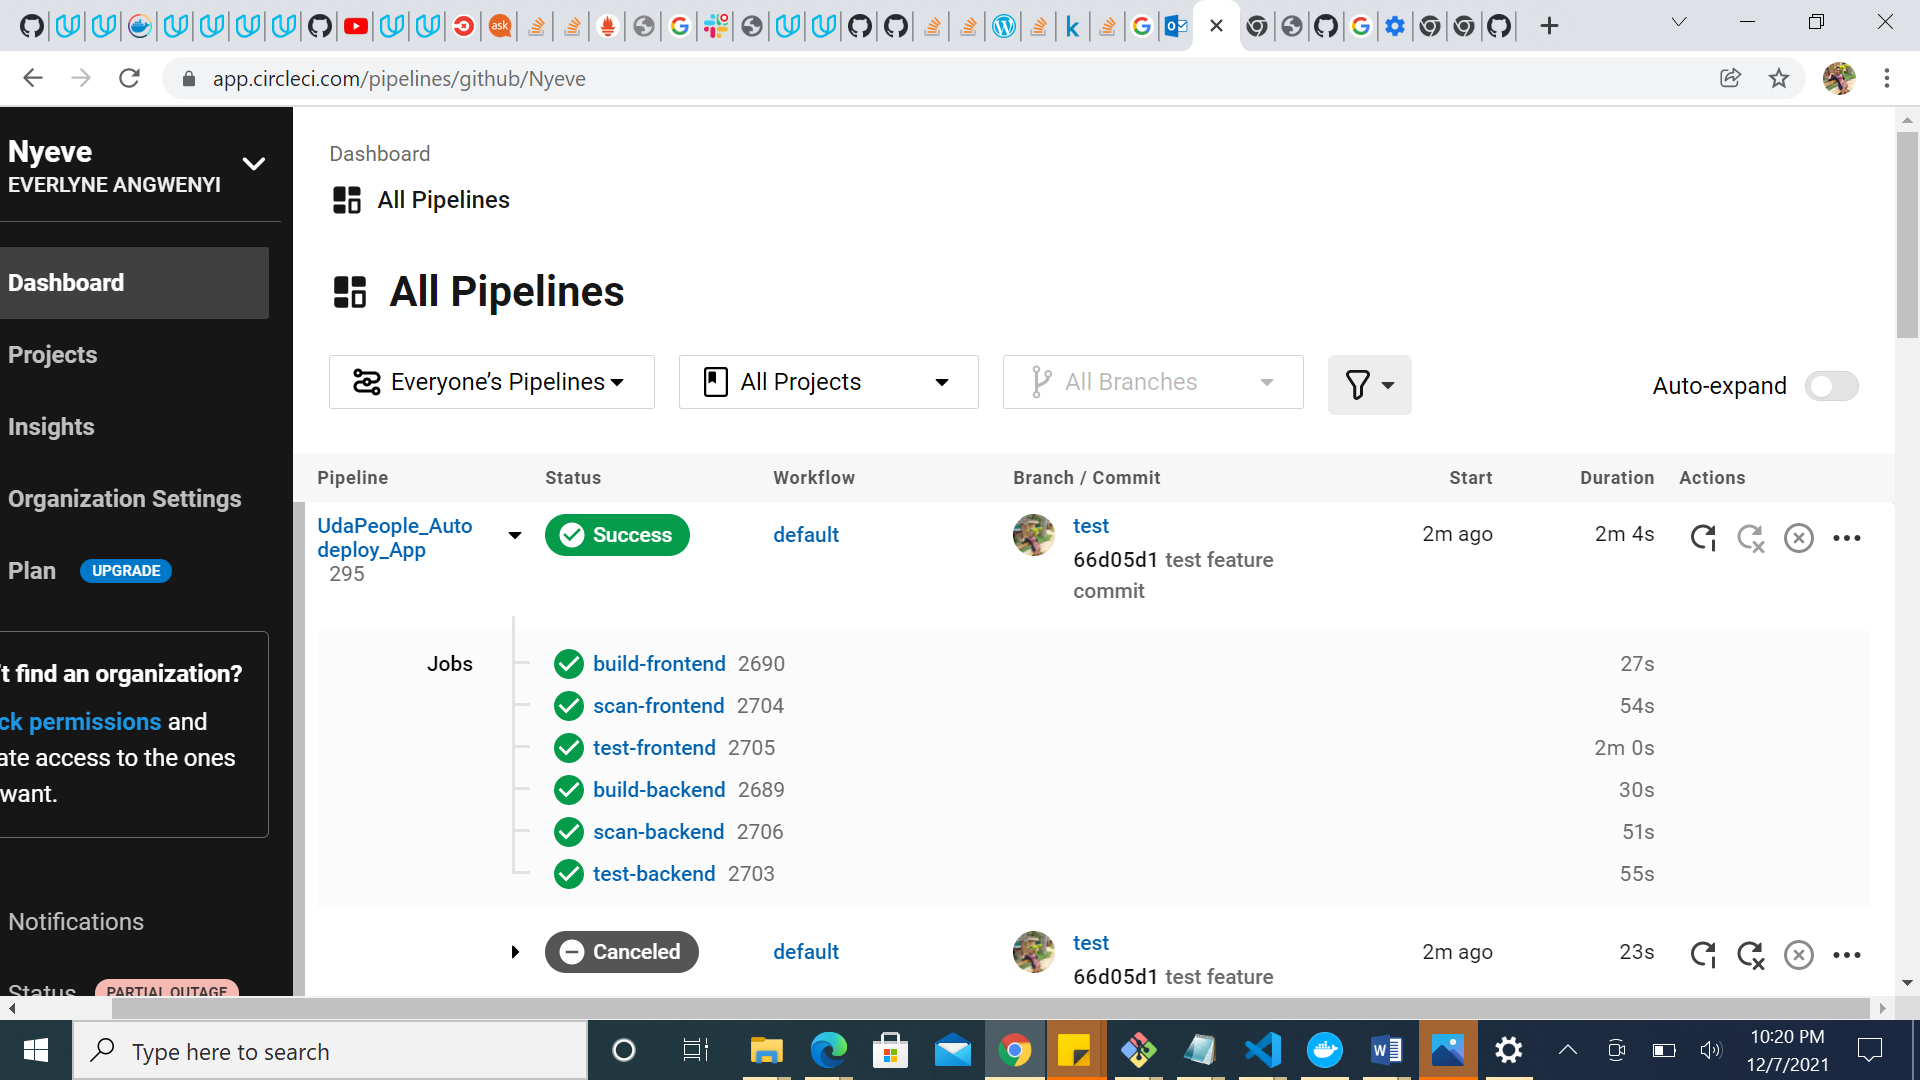 app.circleci.com/pipelines/github/Nyeve
Nyeve
EVERLYNE ANGWENYI
Dashboard
Projects
Insights
Organization Settings
Plan UPGRADE
't find an organization?
ck permissions and
ate access to the ones
want.
Notifications
Status PARTIAL OUTAGE
Dashboard
All Pipelines
All Pipelines
Everyone's Pipelines All Projects All Branches Auto-expand
Pipeline Status Workflow Branch / Commit Start Duration Actions
UdaPeople_Auto
deploy_App
295
Success default test 2m ago 2m 4s
66d05d1 test feature
commit
Jobs
build-frontend 2690 27s
scan-frontend 2704 54s
test-frontend 2705 2m 0s
build-backend 2689 30s
scan-backend 2706 51s
test-backend 2703 55s
Canceled default test 2m ago 23s
66d05d1 test feature
Type here to search
10:20 PM
12/7/2021